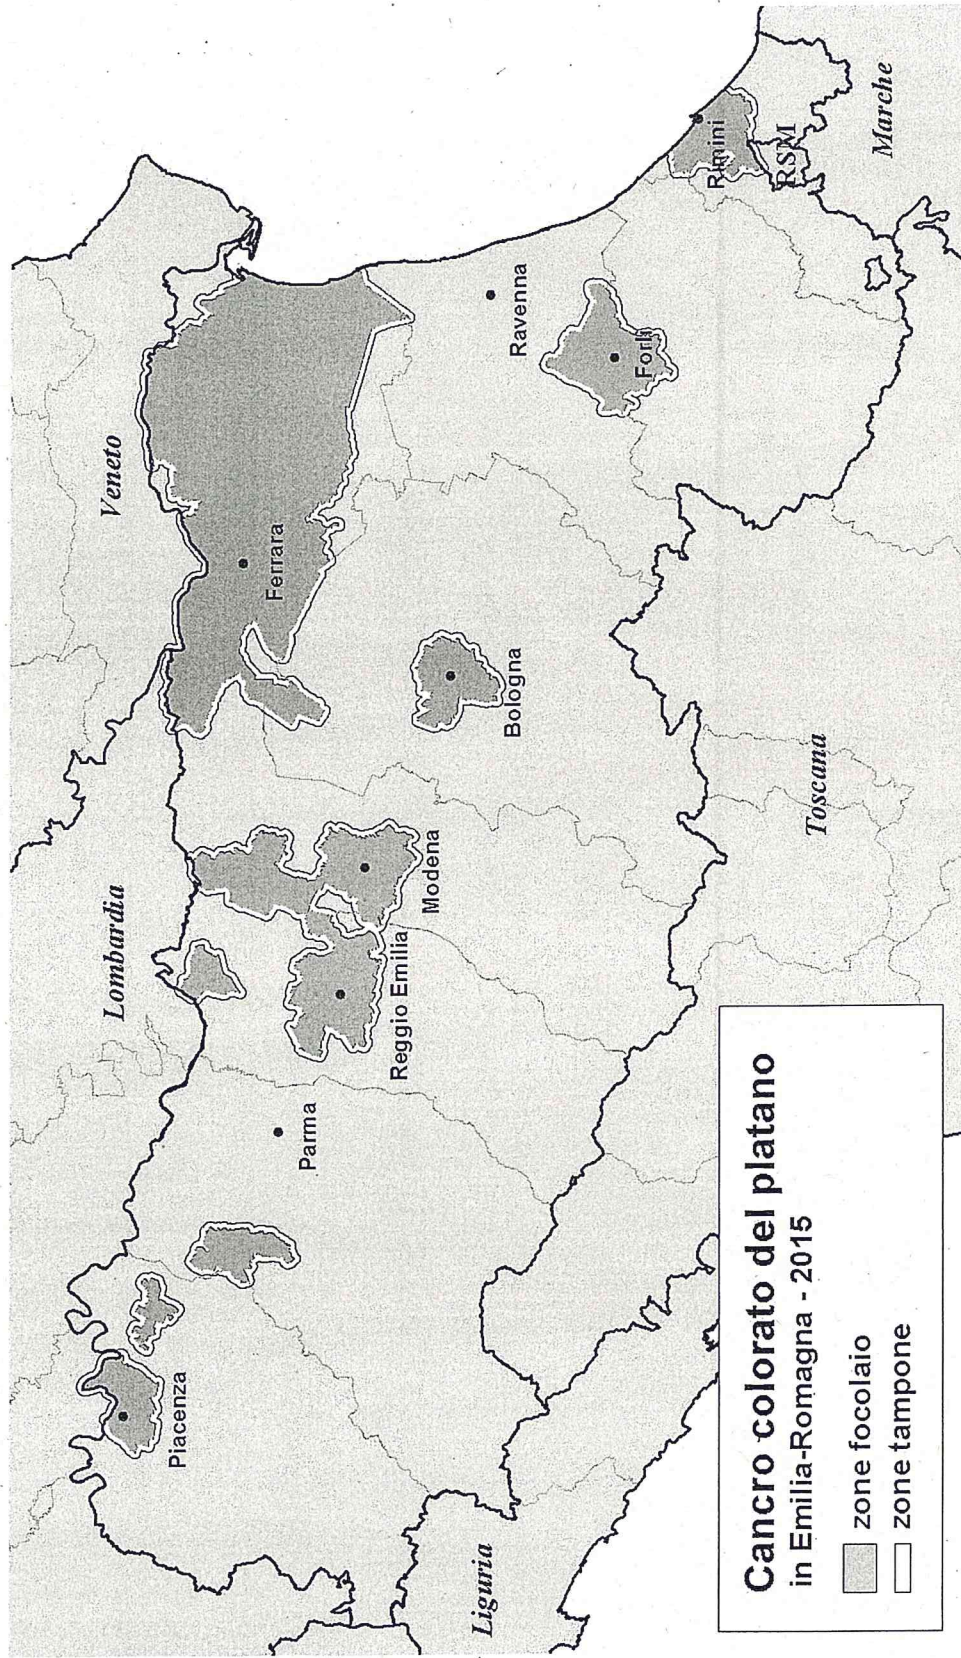 Veneto
Lombardia
Piacenza
Parma
Reggio Emilia
Modena
Bologna
Ferrara
Ravenna
Forlì
Rimini
RSM
Marche
Toscana
Liguria
Cancro colorato del platano
in Emilia-Romagna - 2015
zone focolaio
zone tampone